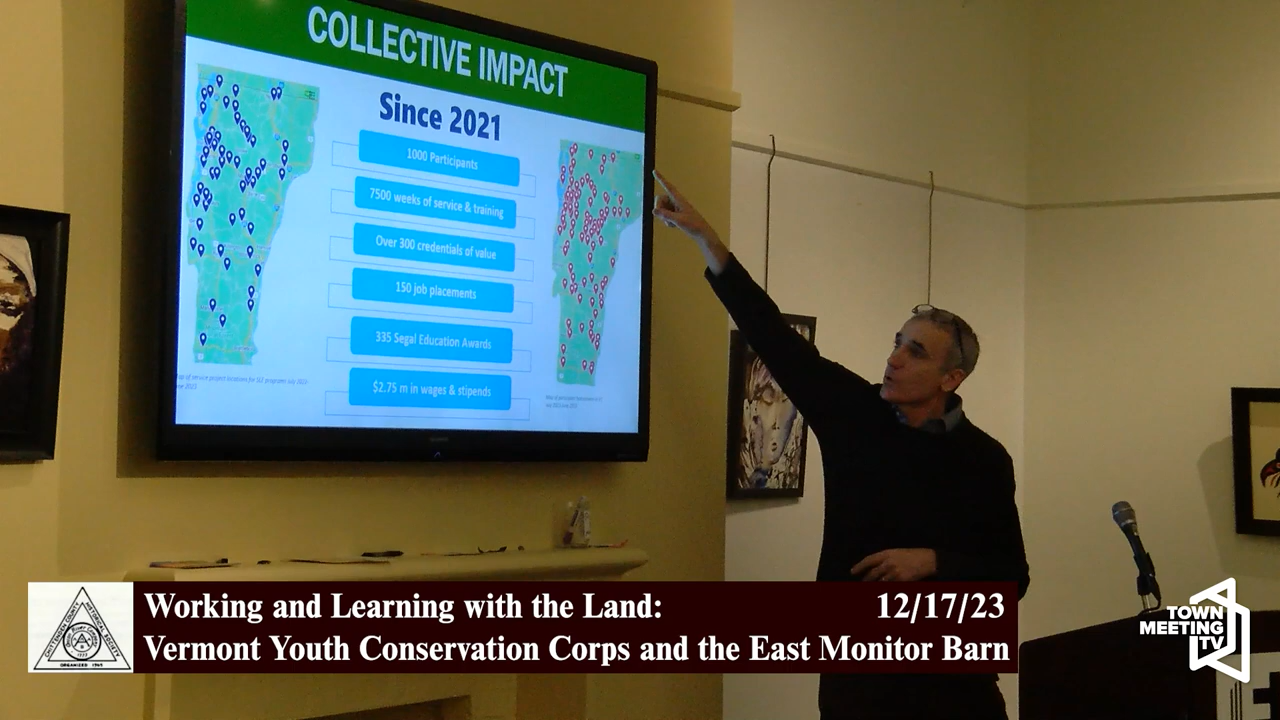 COLLECTIVE IMPACT
Since 2021
1000 Participants
7500 weeks of service & training
Over 300 credentials of value
150 job placements
335 Segal Education Awards
$2.75 m in wages & stipends
Working and Learning with the Land:
12/17/23
Vermont Youth Conservation Corps and the East Monitor Barn
TOWN
MEETING
TV